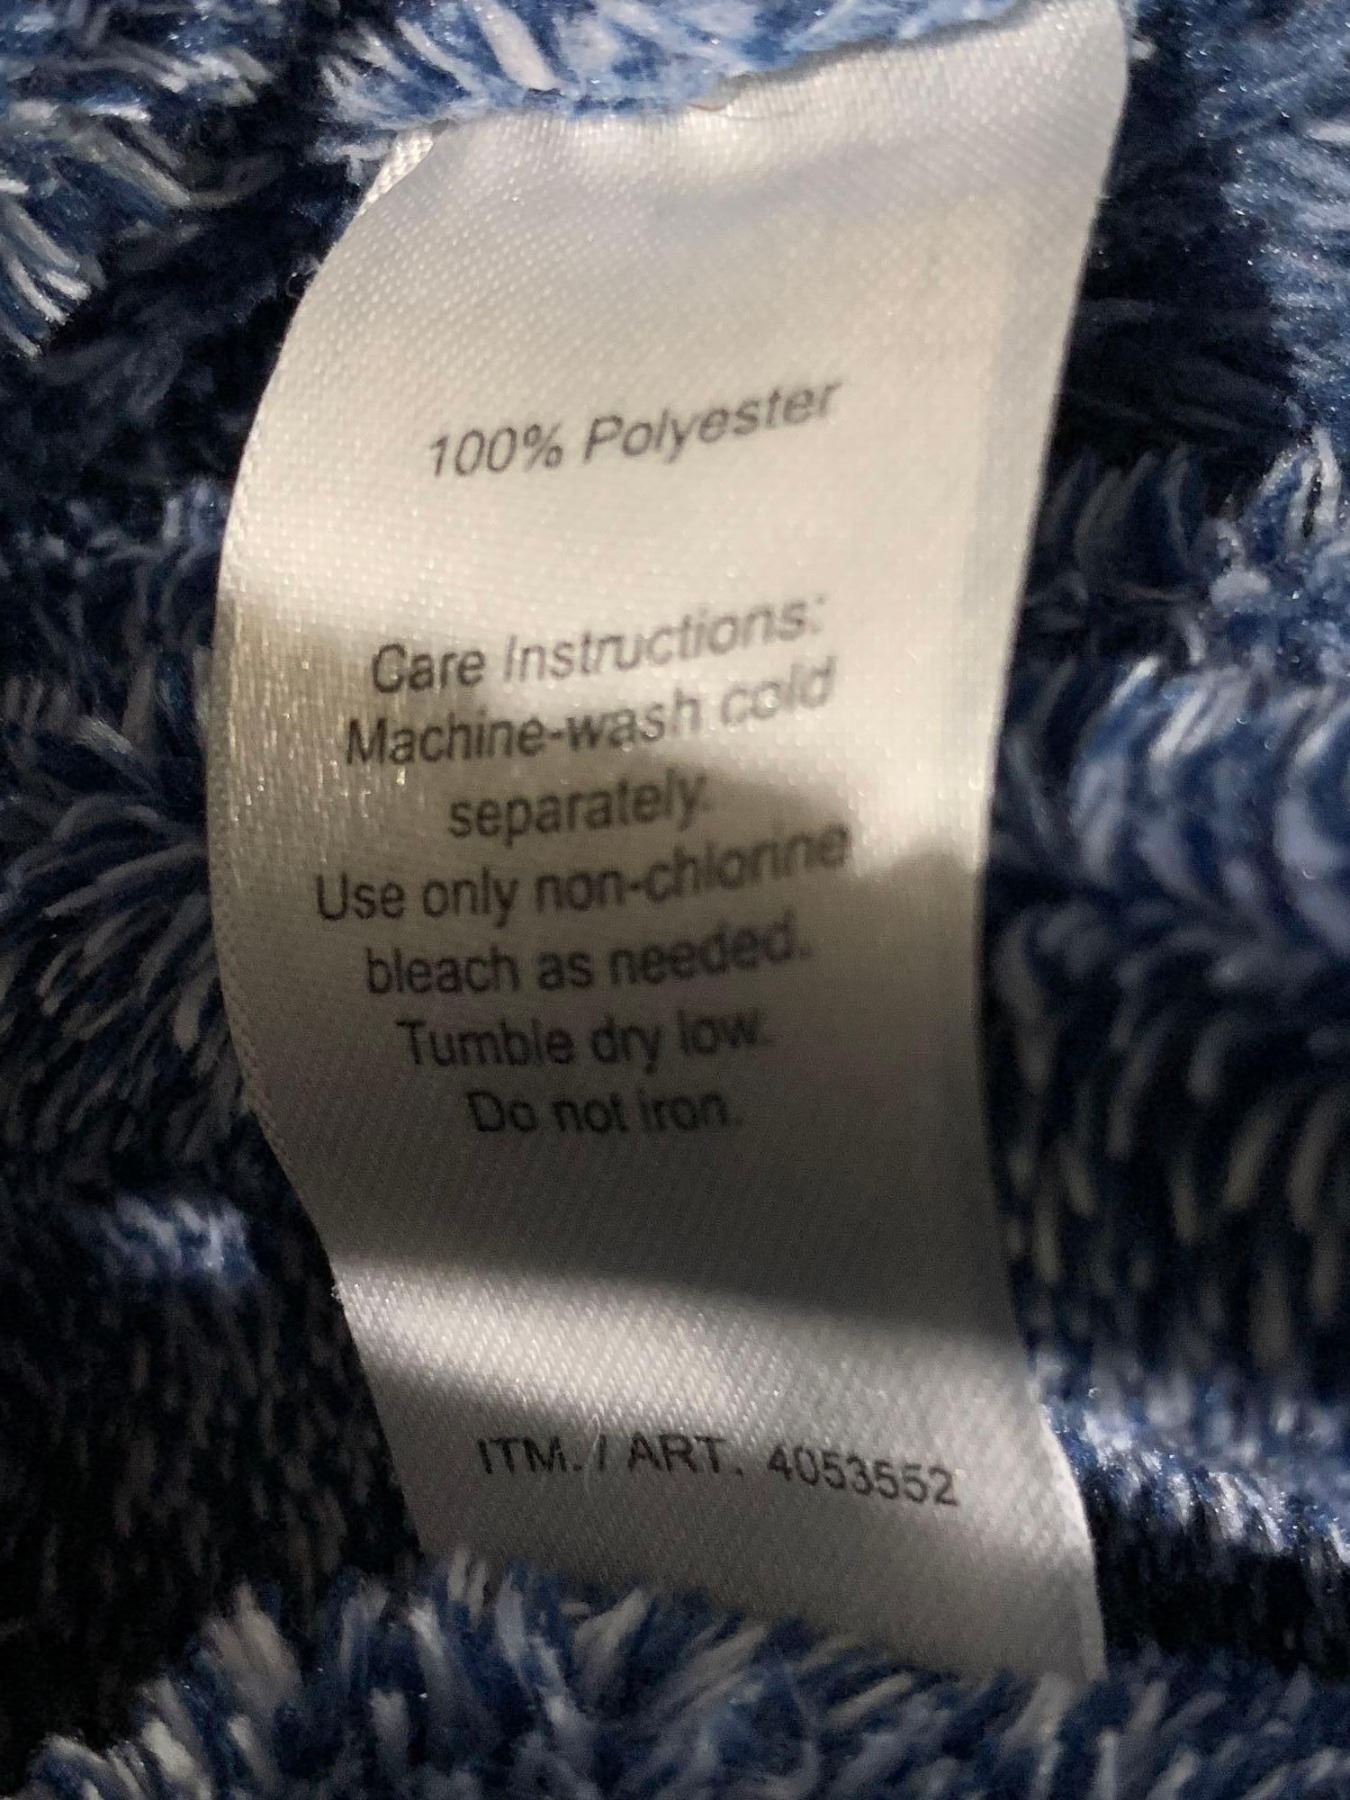 100% Polyester
Care Instructions:
Machine-wash cold
separately.
Use only non-chlorine
bleach as needed.
Tumble dry low.
Do not iron.
ITM. / ART. 4053552